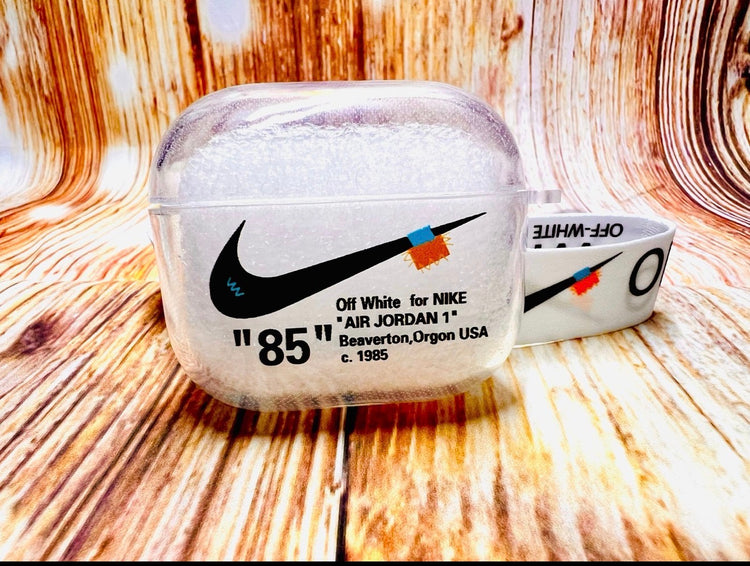 Off White for NIKE
"AIR JORDAN 1"
"85"
Beaverton,Orgon USA
c. 1985
OFF-WHITE